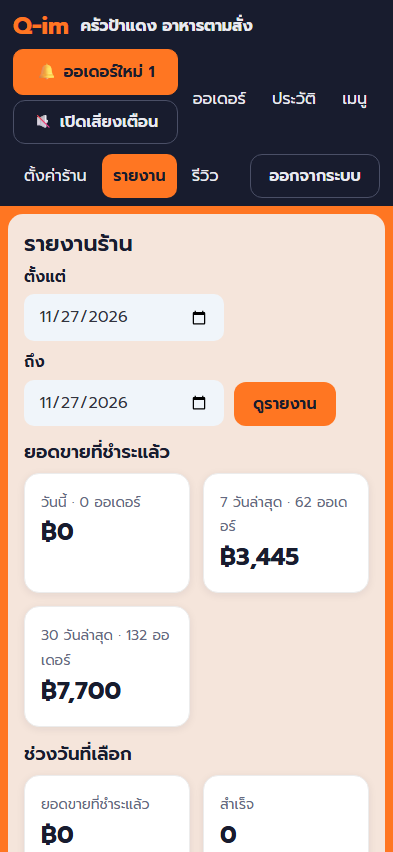 Q-im ครัวป้าแดง อาหารตามสั่ง
ออเดอร์ใหม่ 1
เปิดเสียงเตือน
ออเดอร์ ประวัติ เมนู
ตั้งค่าร้าน รายงาน รีวิว ออกจากระบบ
รายงานร้าน
ตั้งแต่
11/27/2026
ถึง
11/27/2026 ดูรายงาน
ยอดขายที่ชำระแล้ว
วันนี้ · 0 ออเดอร์
฿0
7 วันล่าสุด · 62 ออเด
อร์
฿3,445
30 วันล่าสุด · 132 ออ
เดอร์
฿7,700
ช่วงวันที่เลือก
ยอดขายที่ชำระแล้ว
฿0
สำเร็จ
0